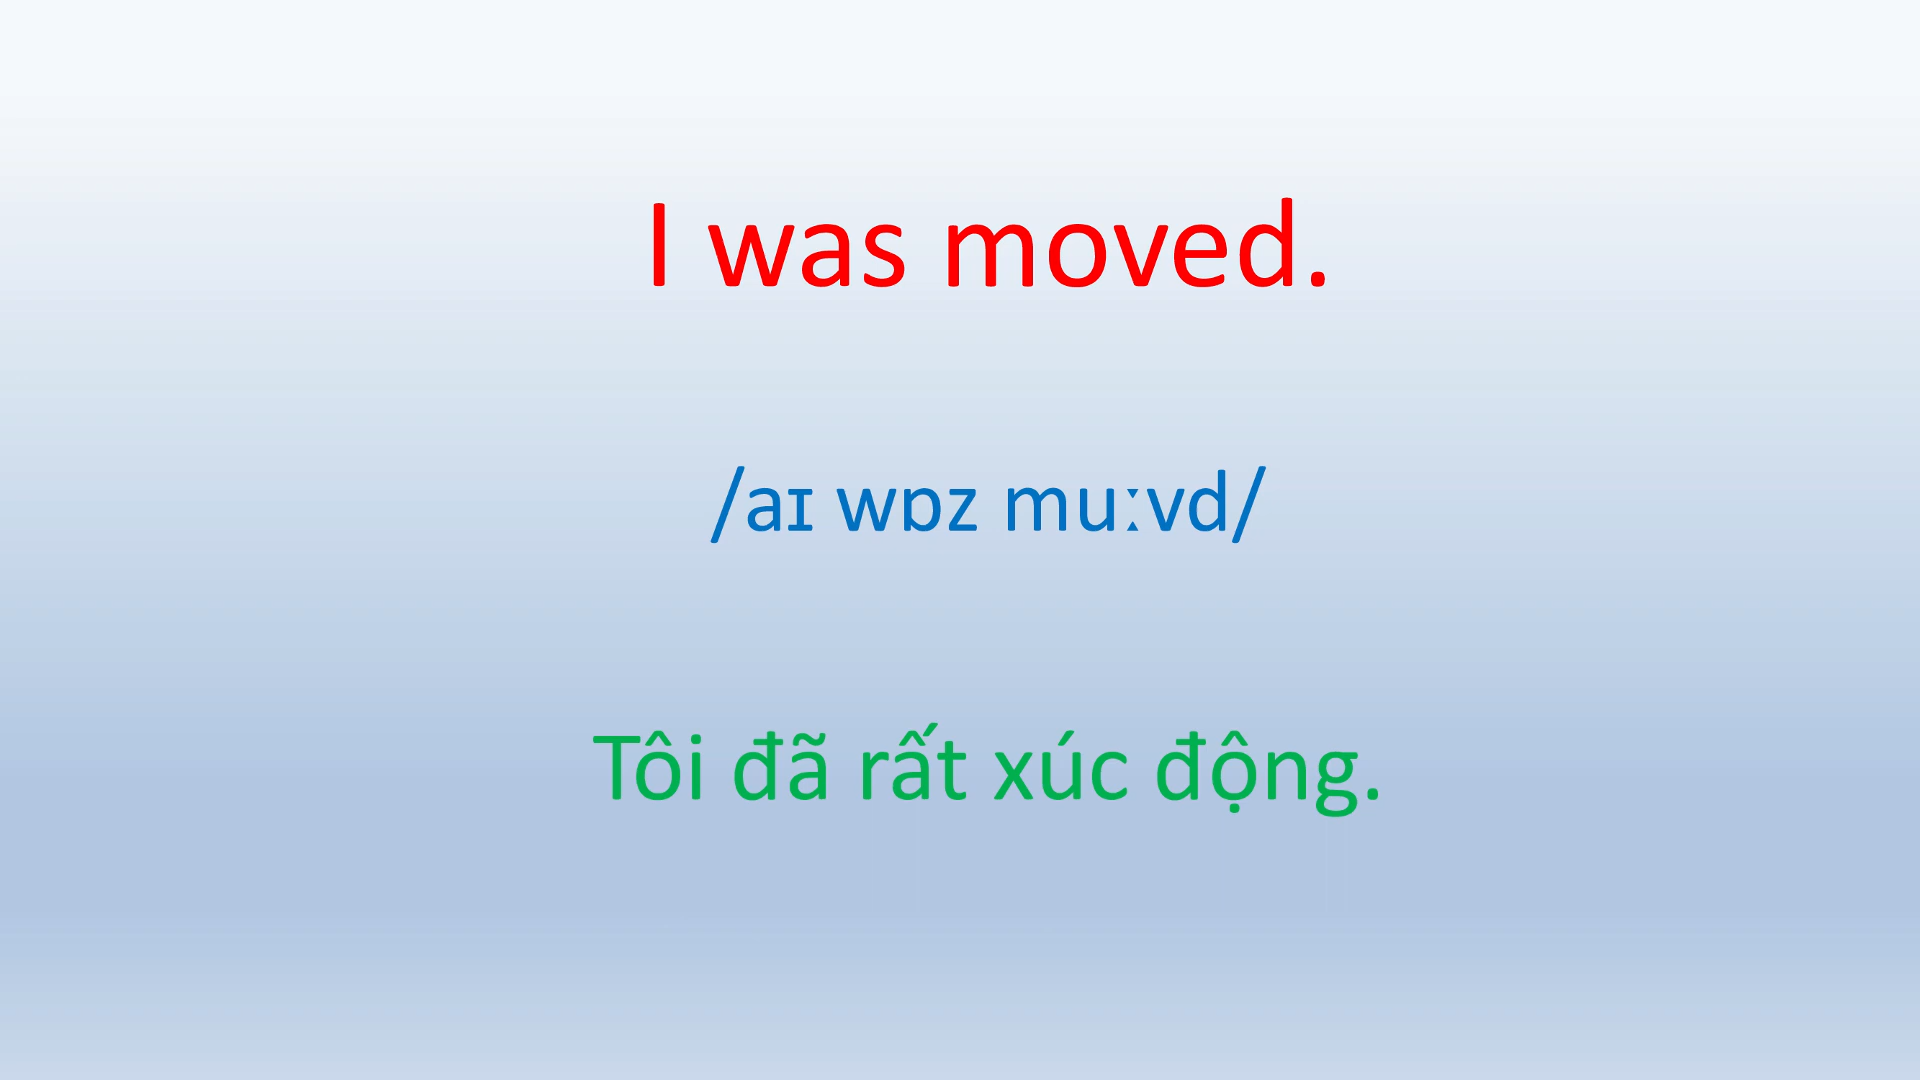 I was moved.
/aɪ wɒz muːvd/
Tôi đã rất xúc động.